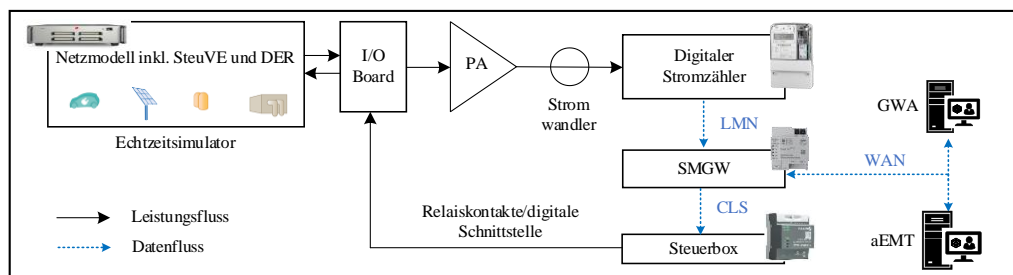 Netzmodell inkl. SteuVE und DER
Echtzeitsimulator
I/O
Board
PA
Strom
wandler
Digitaler
Stromzähler
LMN
SMGW
CLS
Steuerbox
WAN
GWA
aEMT
Relaiskontakte/digitale
Schnittstelle
Leistungsfluss
Datenfluss